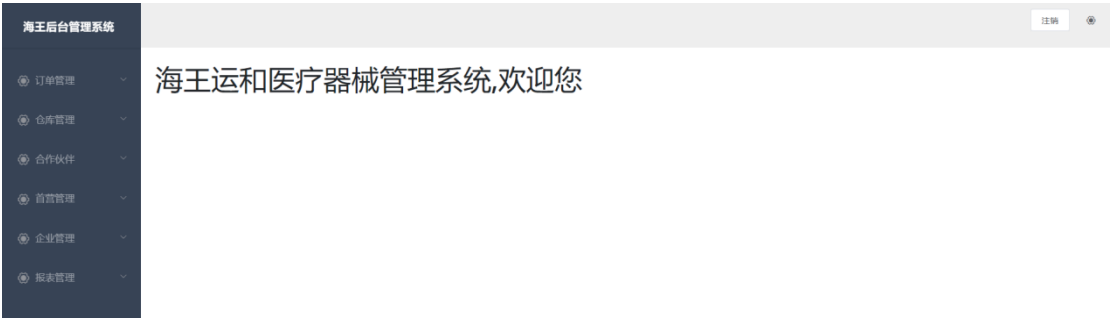 海王后台管理系统
注销
海王运和医疗器械管理系统,欢迎您
订单管理
仓库管理
合作伙伴
首营管理
企业管理
报表管理